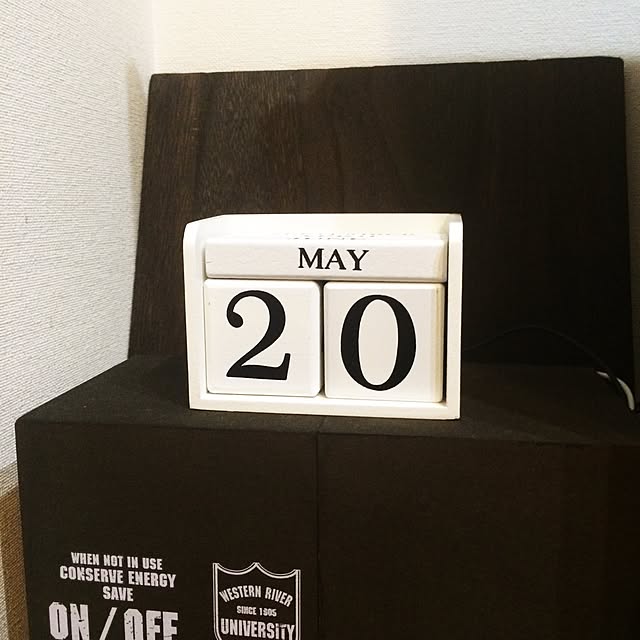 MAY
20
WHEN NOT IN USE
CONSERVE ENERGY
SAVE
ON / OFF
WESTERN RIVER
SINCE 1905
UNIVERSITY